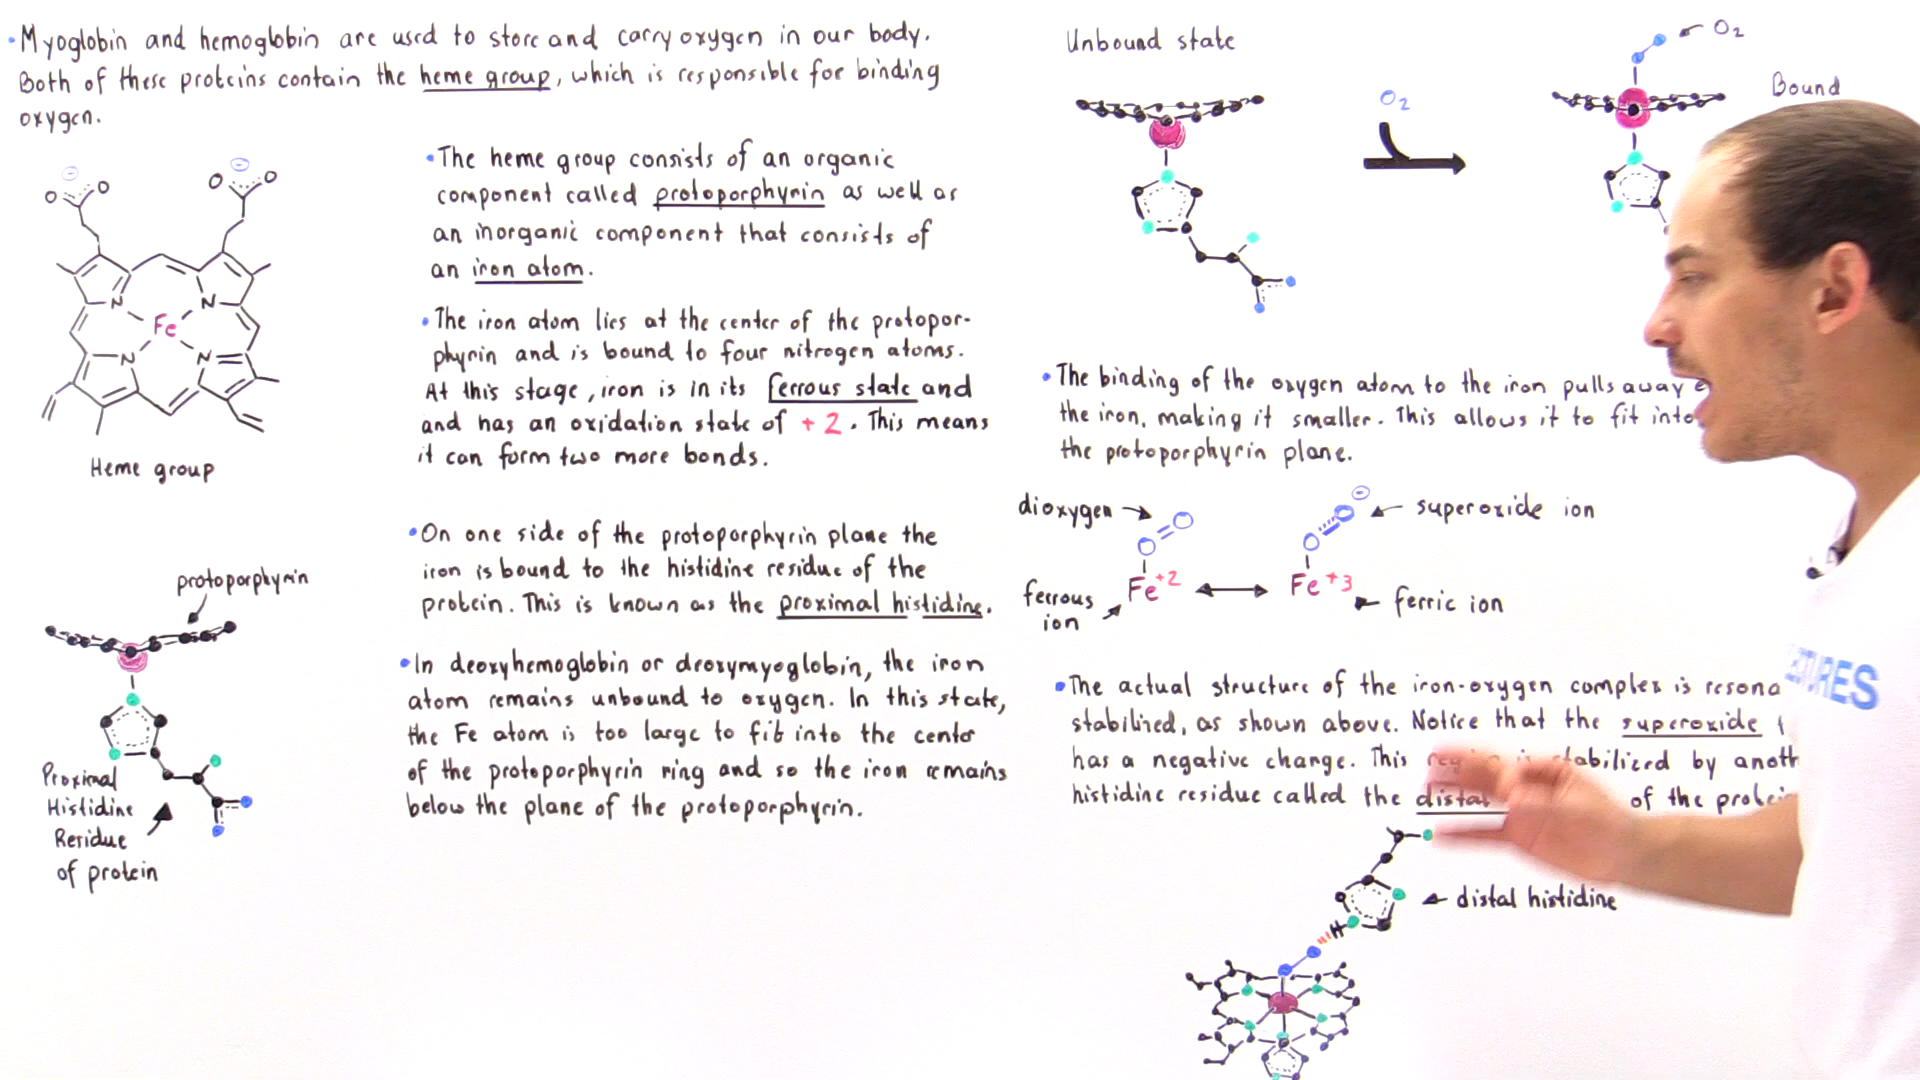 • Myoglobin and hemoglobin are used to store and carry oxygen in our body.
Both of these proteins contain the heme group, which is responsible for binding
oxygen.
• The heme group consists of an organic
component called protoporphyrin as well as
an inorganic component that consists of
an iron atom.
• The iron atom lies at the center of the protopor-
phyrin and is bound to four nitrogen atoms.
At this stage, iron is in its ferrous state and
and has an oxidation state of +2. This means
it can form two more bonds.
O O O O
N N
Fe
N N
Heme group
• On one side of the protoporphyrin plane the
iron is bound to the histidine residue of the
protein. This is known as the proximal histidine.
• In deoxyhemoglobin or deoxymyoglobin, the iron
atom remains unbound to oxygen. In this state,
the Fe atom is too large to fit into the center
of the protoporphyrin ring and so the iron remains
below the plane of the protoporphyrin.
protoporphyrin
Proximal
Histidine
Residue
of protein
Unbound state
O2
O2
Bound
• The binding of the oxygen atom to the iron pulls away
the iron, making it smaller. This allows it to fit into
the protoporphyrin plane.
dioxygen
O=O
Fe+2
ferrous
ion
O O
Fe+3
superoxide ion
ferric ion
• The actual structure of the iron-oxygen complex is resona
stabilized, as shown above. Notice that the superoxide
has a negative change. This stabilized by anoth
histidine residue called the distal of the protein
H
distal histidine
CTURES